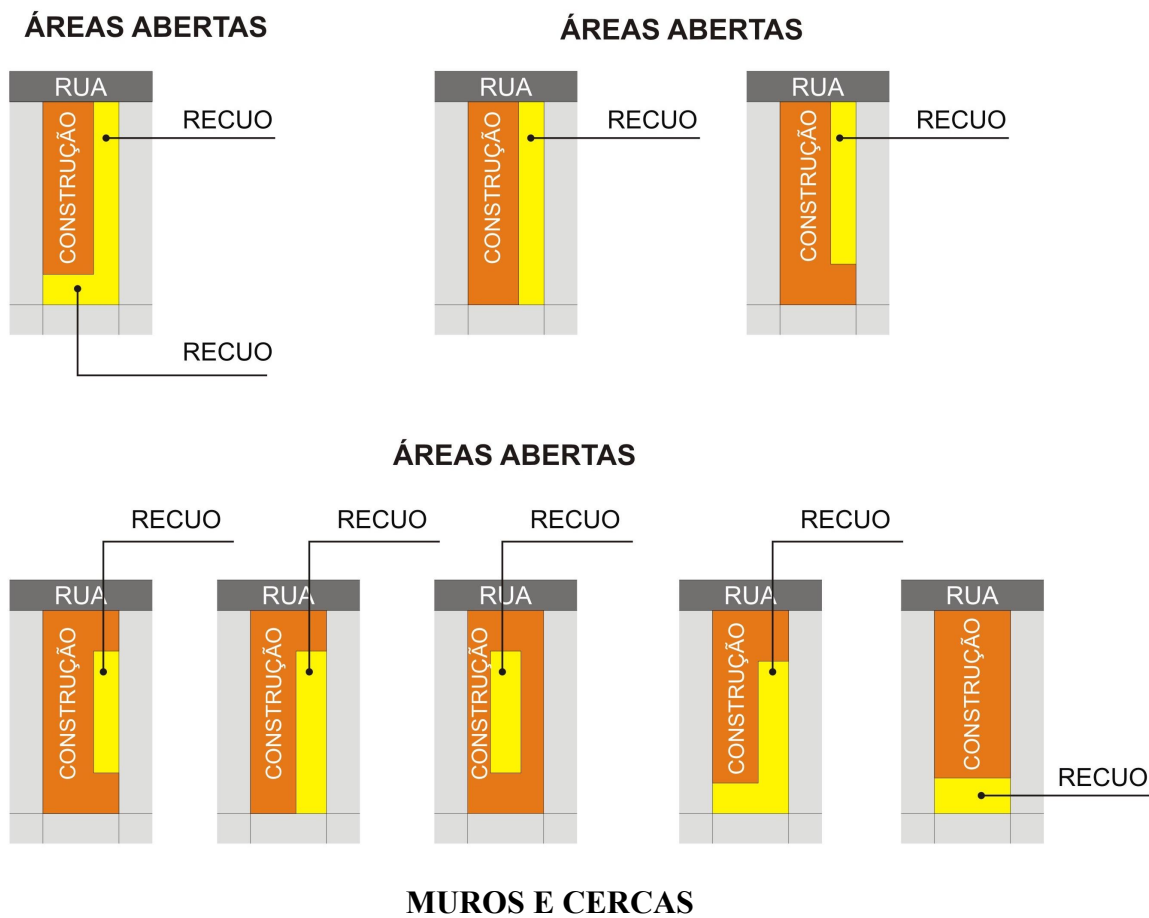 ÁREAS ABERTAS
ÁREAS ABERTAS
RUA
RECUO
CONSTRUÇÃO
RECUO
RUA
RECUO
CONSTRUÇÃO
RUA
RECUO
CONSTRUÇÃO
ÁREAS ABERTAS
RECUO
RECUO
RECUO
RECUO
RUA
RUA
RUA
RUA
RUA
CONSTRUÇÃO
CONSTRUÇÃO
CONSTRUÇÃO
CONSTRUÇÃO
CONSTRUÇÃO
RECUO
MUROS E CERCAS